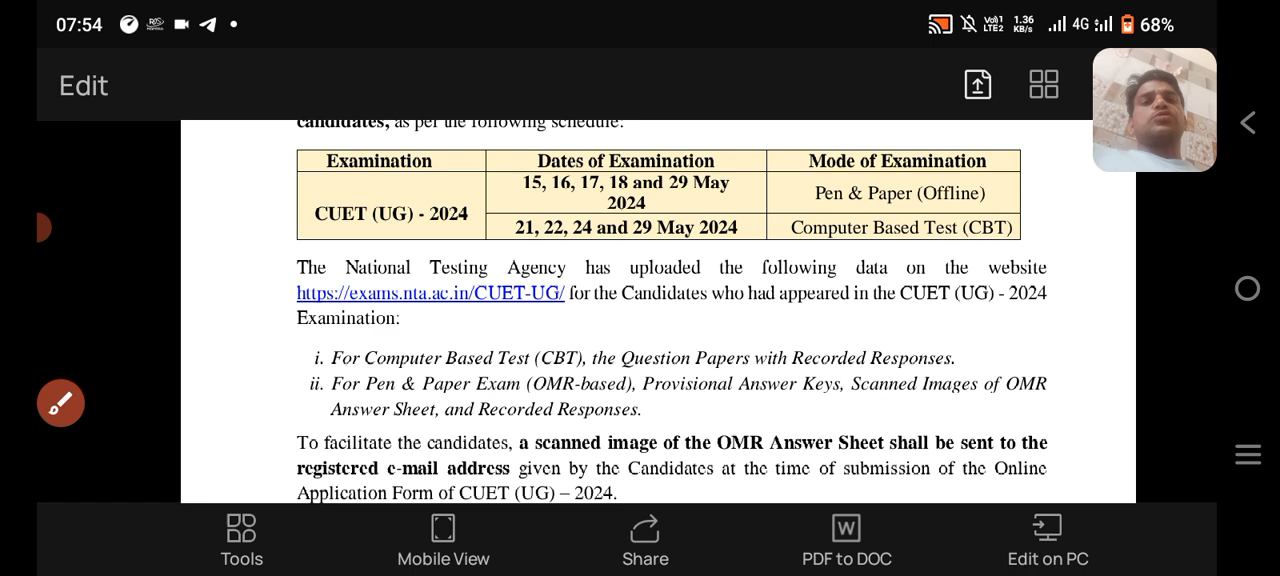 07:54
VoD1 LTE2
1.36 KB/s
4G
68%
Edit
candidates, as per the following schedule:
Examination Dates of Examination Mode of Examination
CUET (UG) - 2024
15, 16, 17, 18 and 29 May
2024
Pen & Paper (Offline)
21, 22, 24 and 29 May 2024 Computer Based Test (CBT)
The National Testing Agency has uploaded the following data on the website
https://exams.nta.ac.in/CUET-UG/ for the Candidates who had appeared in the CUET (UG) - 2024
Examination:
i. For Computer Based Test (CBT), the Question Papers with Recorded Responses.
ii. For Pen & Paper Exam (OMR-based), Provisional Answer Keys, Scanned Images of OMR
Answer Sheet, and Recorded Responses.
To facilitate the candidates, a scanned image of the OMR Answer Sheet shall be sent to the
registered e-mail address given by the Candidates at the time of submission of the Online
Application Form of CUET (UG) – 2024.
Tools
Mobile View
Share
W
PDF to DOC
Edit on PC